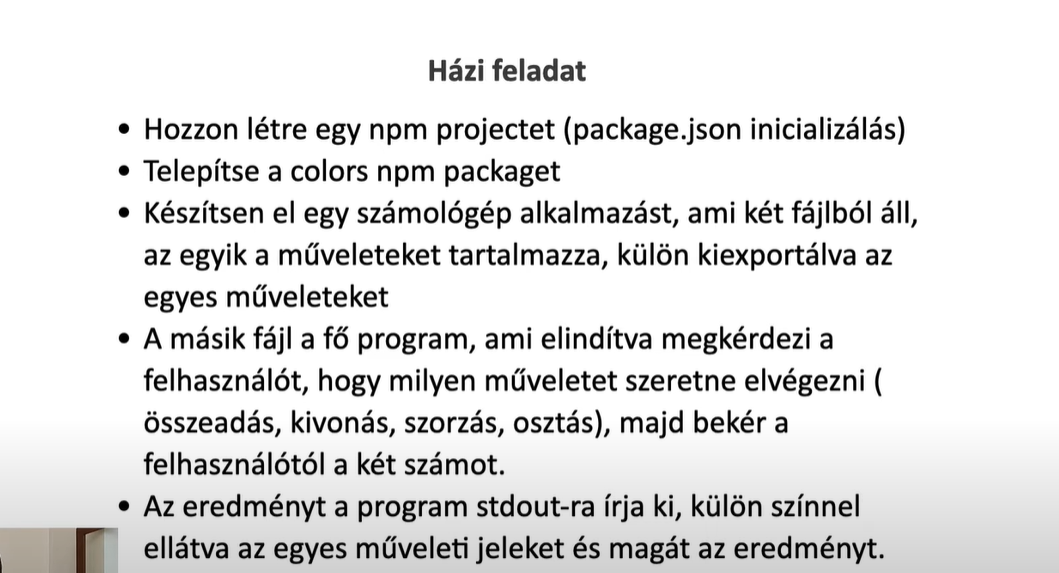 Házi feladat
• Hozzon létre egy npm projectet (package.json inicializálás)
• Telepítse a colors npm packaget
• Készítsen el egy számológép alkalmazást, ami két fájlból áll,
az egyik a műveleteket tartalmazza, külön kiexportálva az
egyes műveleteket
• A másik fájl a fő program, ami elindítva megkérdezi a
felhasználót, hogy milyen műveletet szeretne elvégezni (
összeadás, kivonás, szorzás, osztás), majd bekér a
felhasználótól a két számot.
• Az eredményt a program stdout-ra írja ki, külön színnel
ellátva az egyes műveleti jeleket és magát az eredményt.